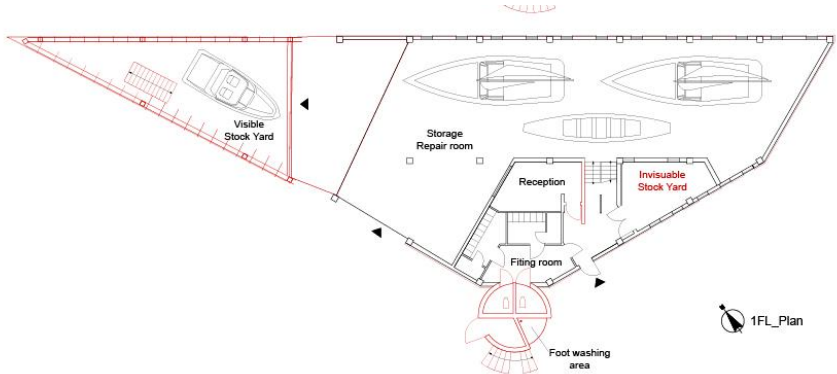 Visible
Stock Yard
Storage
Repair room
Reception
Invisuable
Stock Yard
Fiting room
Foot washing
area
1FL_Plan